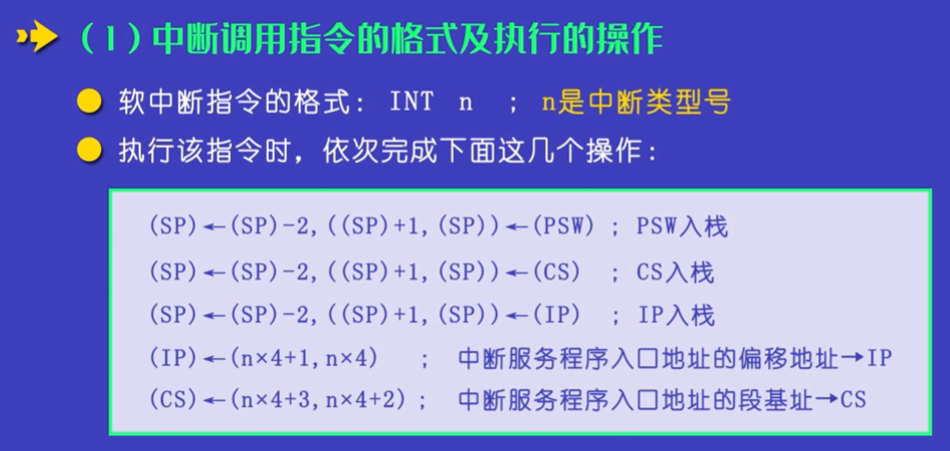 （1）中断调用指令的格式及执行的操作
软中断指令的格式： INT n ；n是中断类型号
执行该指令时，依次完成下面这几个操作：
(SP)←(SP)-2,((SP)+1,(SP))←(PSW) ； PSW入栈
(SP)←(SP)-2,((SP)+1,(SP))←(CS) ； CS入栈
(SP)←(SP)-2,((SP)+1,(SP))←(IP) ； IP入栈
(IP)←(n×4+1,n×4) ； 中断服务程序入口地址的偏移地址→IP
(CS)←(n×4+3,n×4+2)； 中断服务程序入口地址的段基址→CS